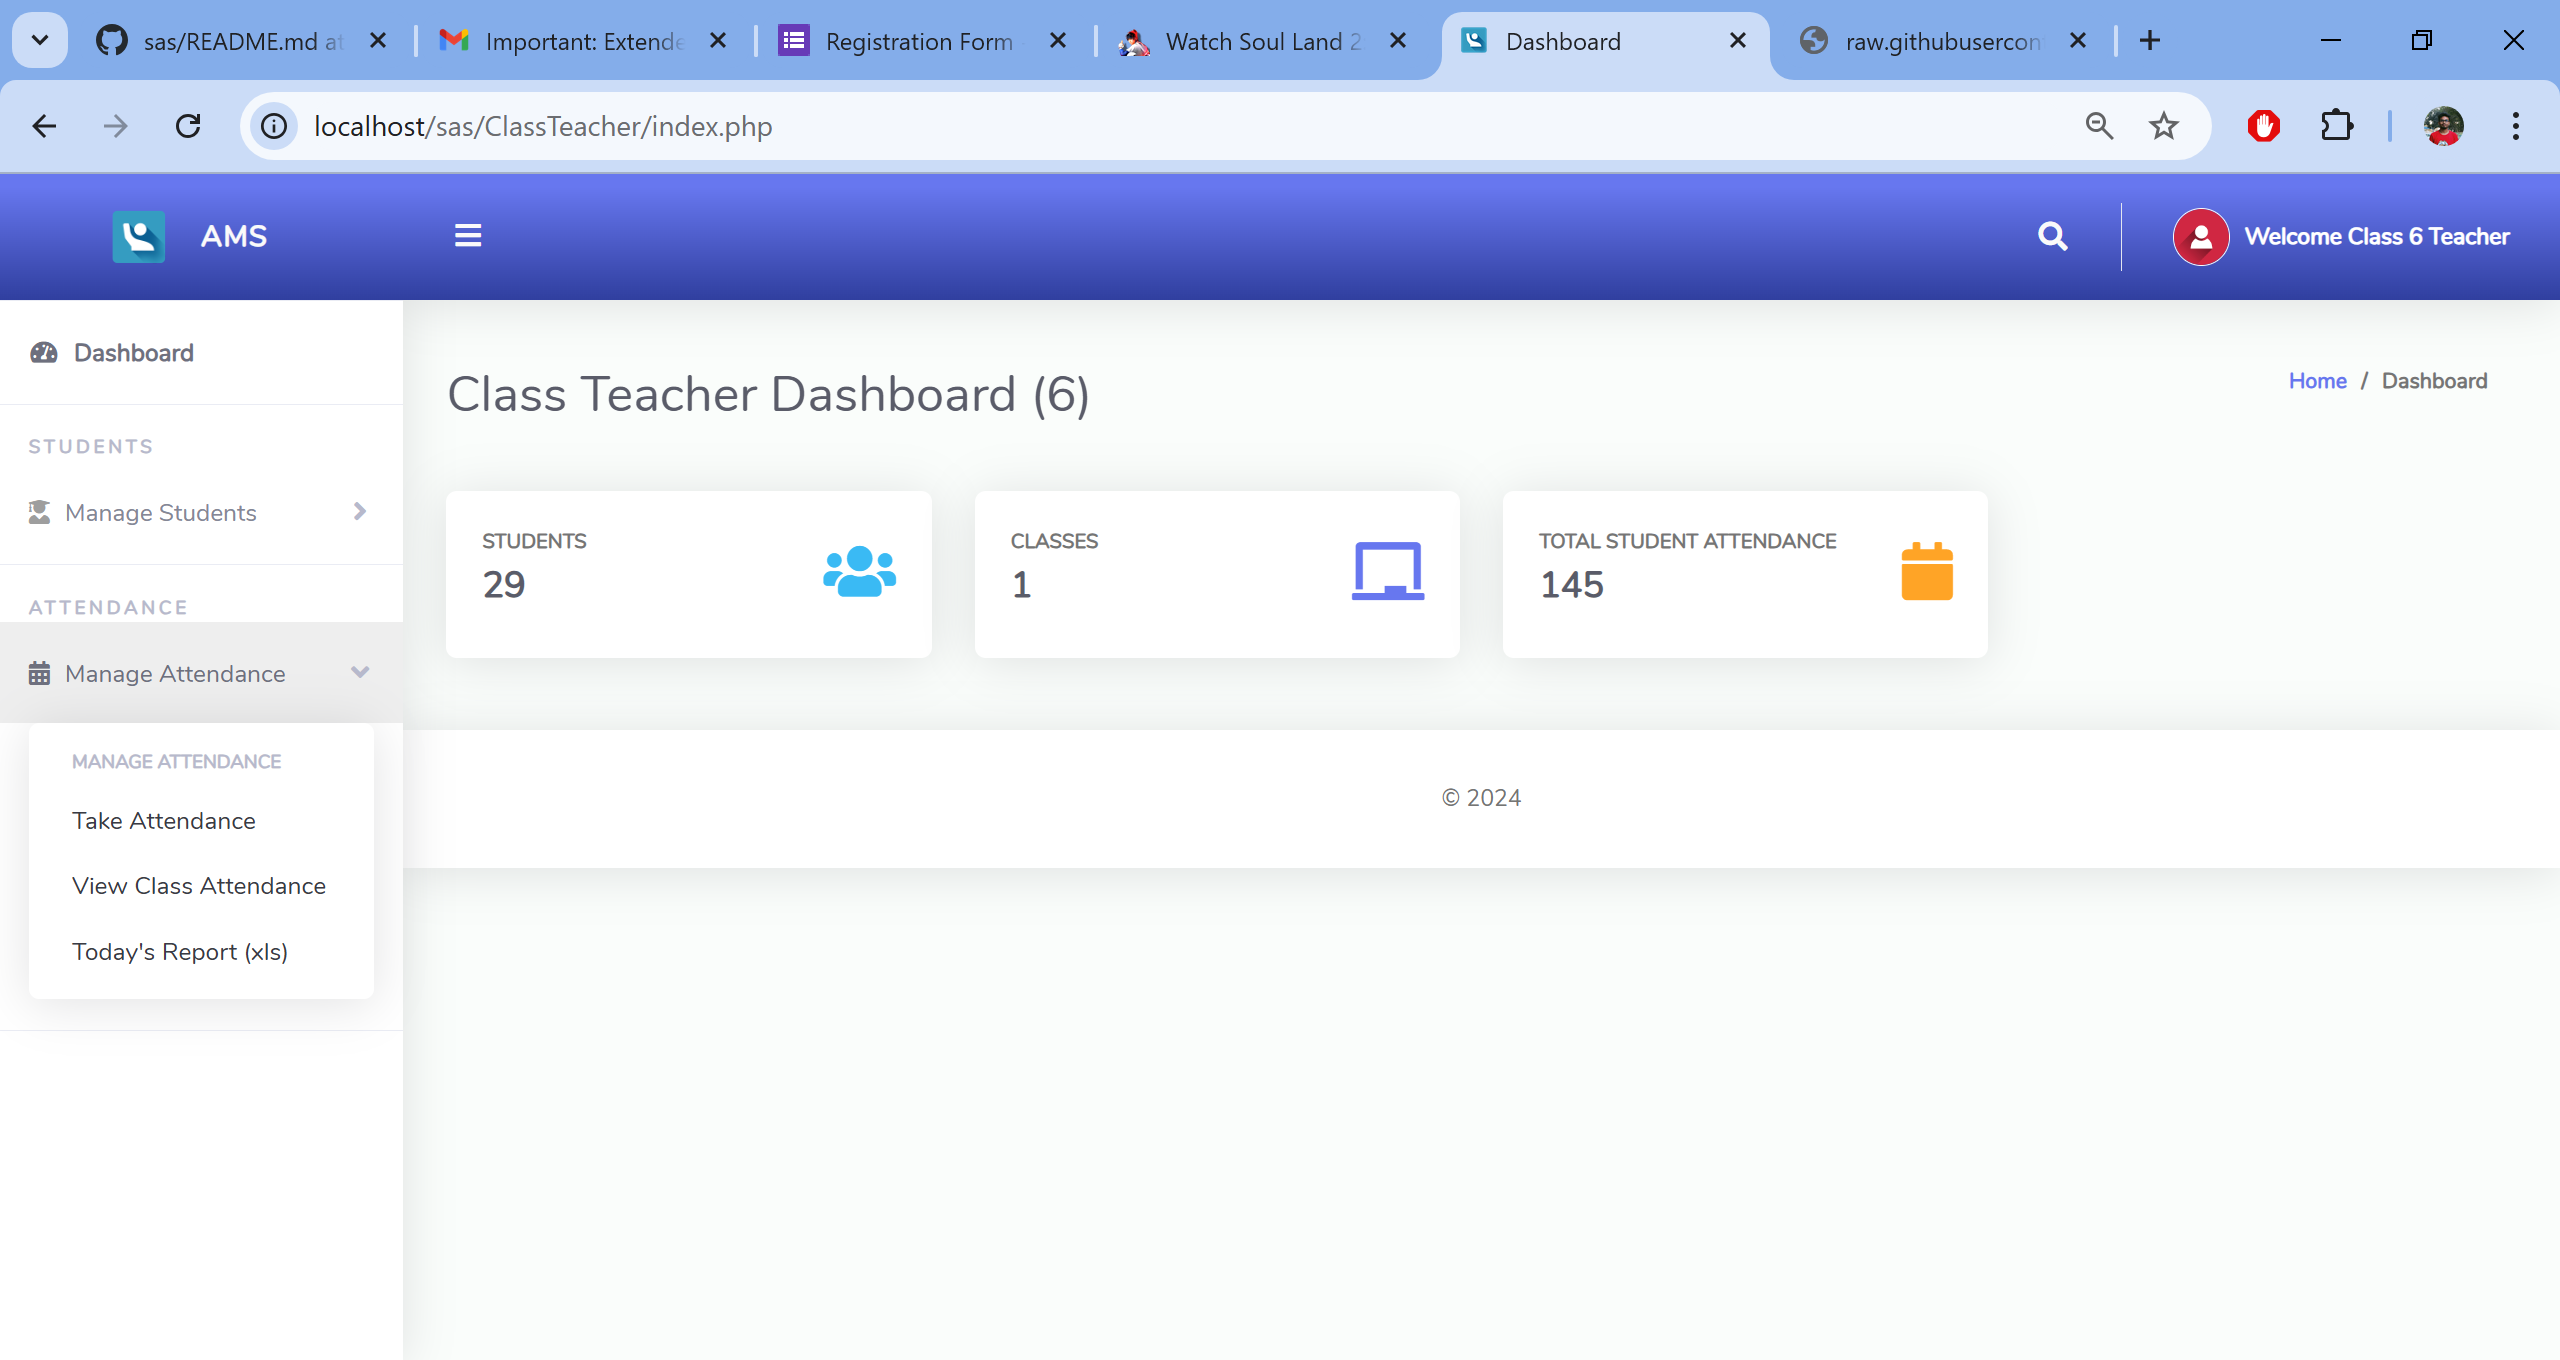 sas/README.md at
Important: Extende
Registration Form
Watch Soul Land 2
Dashboard
raw.githubusercon
localhost/sas/ClassTeacher/index.php
AMS
Welcome Class 6 Teacher
Dashboard
STUDENTS
Manage Students
ATTENDANCE
Manage Attendance
MANAGE ATTENDANCE
Take Attendance
View Class Attendance
Today's Report (xls)
Class Teacher Dashboard (6)
Home / Dashboard
STUDENTS
29
CLASSES
1
TOTAL STUDENT ATTENDANCE
145
© 2024